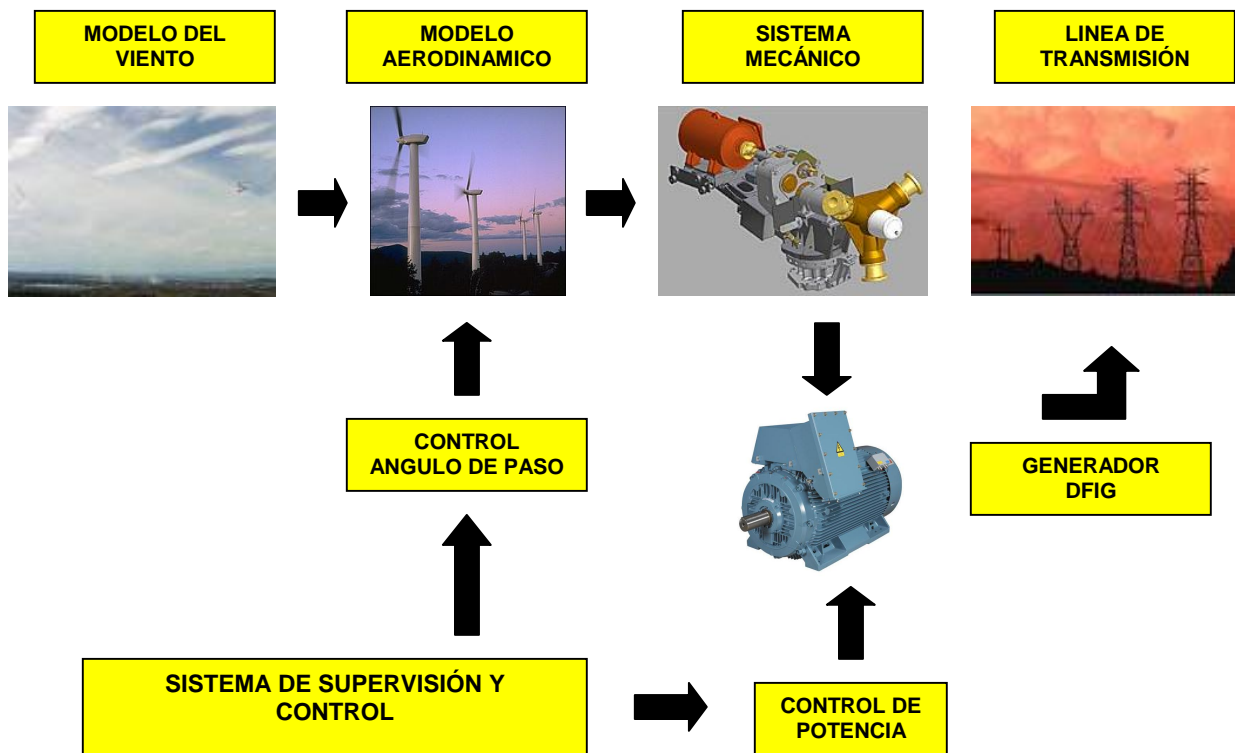 MODELO DEL
VIENTO
MODELO
AERODINAMICO
SISTEMA
MECÁNICO
LINEA DE
TRANSMISIÓN
CONTROL
ANGULO DE PASO
GENERADOR
DFIG
SISTEMA DE SUPERVISIÓN Y
CONTROL
CONTROL DE
POTENCIA